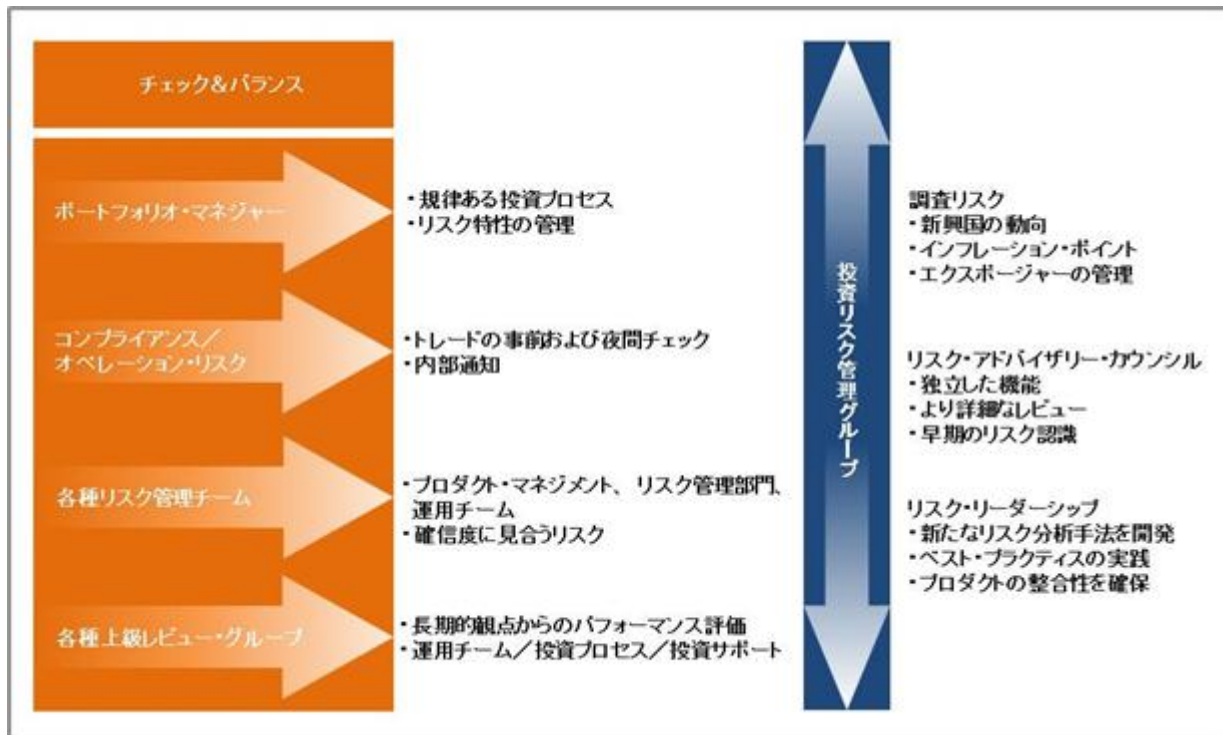 チェック&バランス
ポートフォリオ・マネジャー
・規律ある投資プロセス
・リスク特性の管理
コンプライアンス／
オペレーション・リスク
・トレードの事前および夜間チェック
・内部通知
各種リスク管理チーム
・プロダクト・マネジメント、リスク管理部門、
運用チーム
・確信度に見合うリスク
各種上級レビュー・グループ
・長期的観点からのパフォーマンス評価
・運用チーム／投資プロセス／投資サポート
投資リスク管理グループ
調査リスク
・新興国の動向
・インフレーション・ポイント
・エクスポージャーの管理
リスク・アドバイザリー・カウンシル
・独立した機能
・より詳細なレビュー
・早期のリスク認識
リスク・リーダーシップ
・新たなリスク分析手法を開発
・ベスト・プラクティスの実践
・プロダクトの整合性を確保